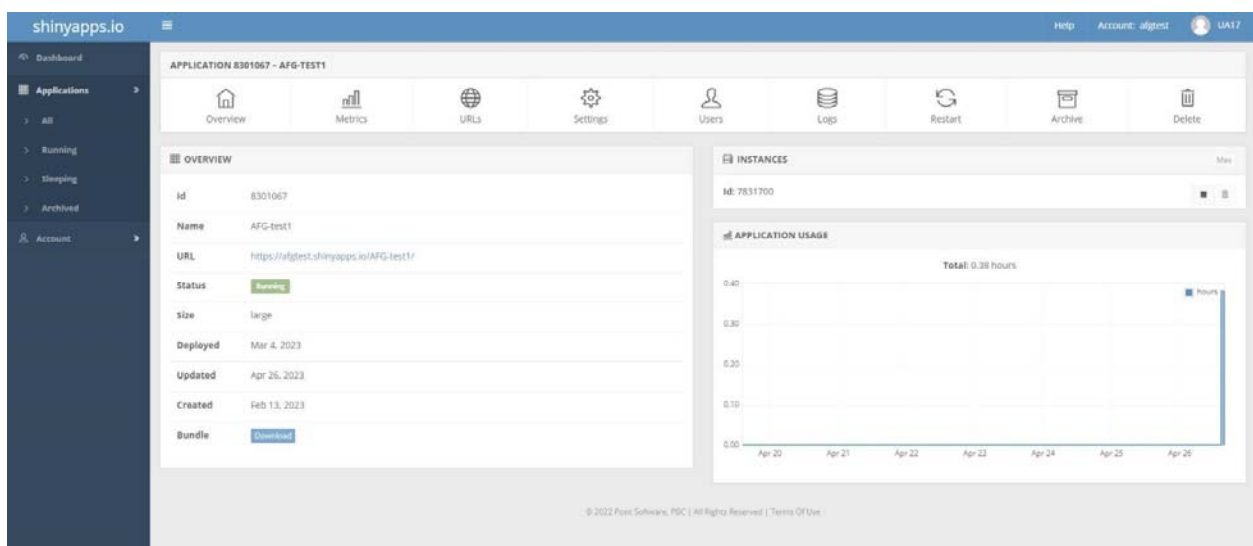 shinyapps.io
Help Account: afgtest UA17
Dashboard
Applications
All
Running
Sleeping
Archived
Account
APPLICATION 8301067 - AFG-TEST1
Overview Metrics URLs Settings Users Logs Restart Archive Delete
OVERVIEW
Id 8301067
Name AFG-test1
URL https://afgtest.shinyapps.io/AFG-test1/
Status Running
Size large
Deployed Mar 4, 2023
Updated Apr 26, 2023
Created Feb 13, 2023
Bundle Download
INSTANCES
Id: 7831700
APPLICATION USAGE
Total: 0.38 hours
hours
0.40
0.30
0.20
0.10
0.00
Apr 20 Apr 21 Apr 22 Apr 23 Apr 24 Apr 25 Apr 26
© 2022 Posit Software, PBC | All Rights Reserved | Terms Of Use